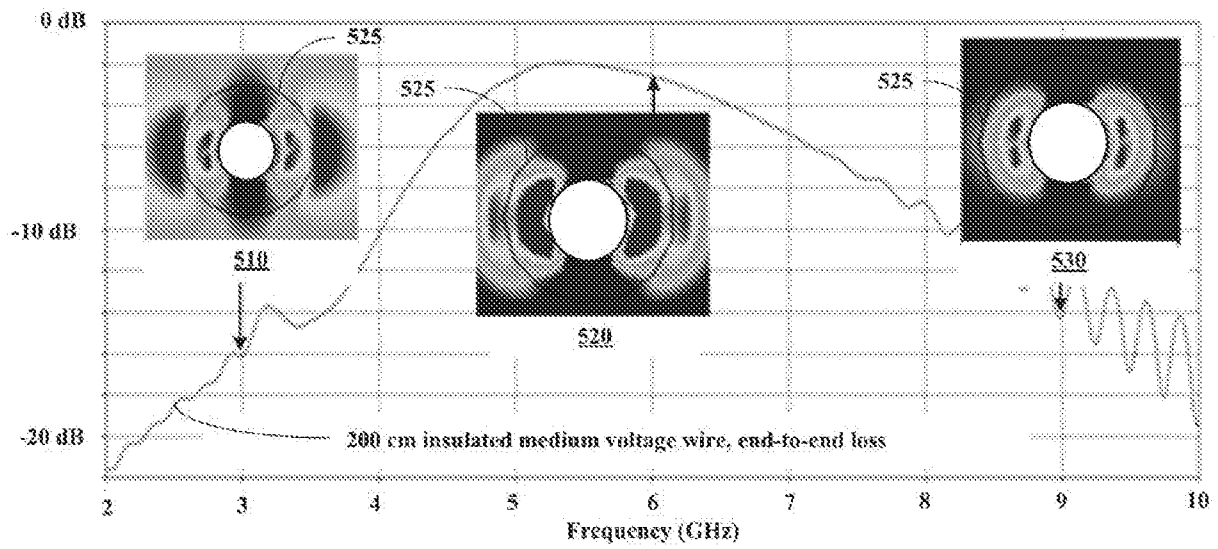 0 dB
525
525
525
-10 dB
510
530
520
-20 dB
200 cm insulated medium voltage wire, end-to-end loss
2 3 4 5 6 7 8 9 10
Frequency (GHz)